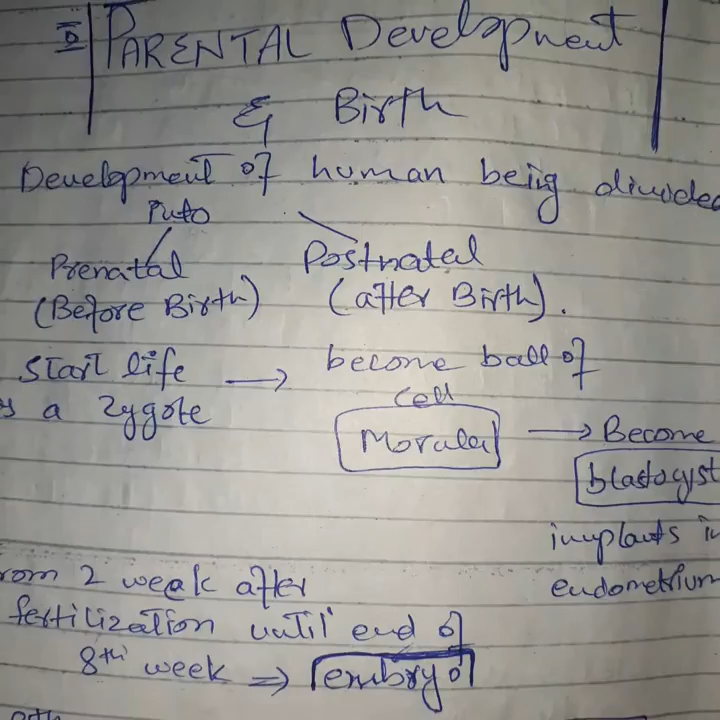 PARENTAL Development
& Birth
Development of human being divided
into
Prenatal Postnatal
(Before Birth) (after Birth).
Start life → become ball of
cell
a zygote
Morula → Become
blastocyst
implants in
endometrium
from 2 week after
fertilization until end of
8th week ⇒ embryo